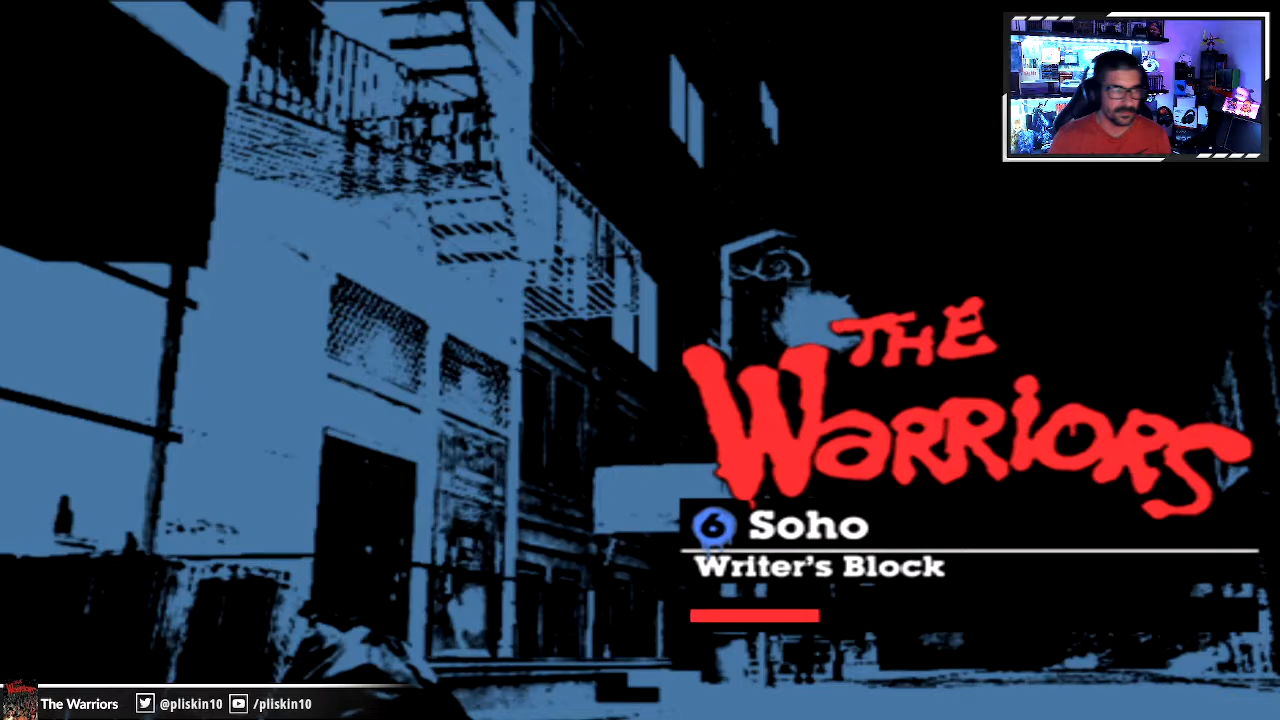 THE
WARRIORS
6 Soho
Writer's Block
The Warriors @pliskin10 /pliskin10